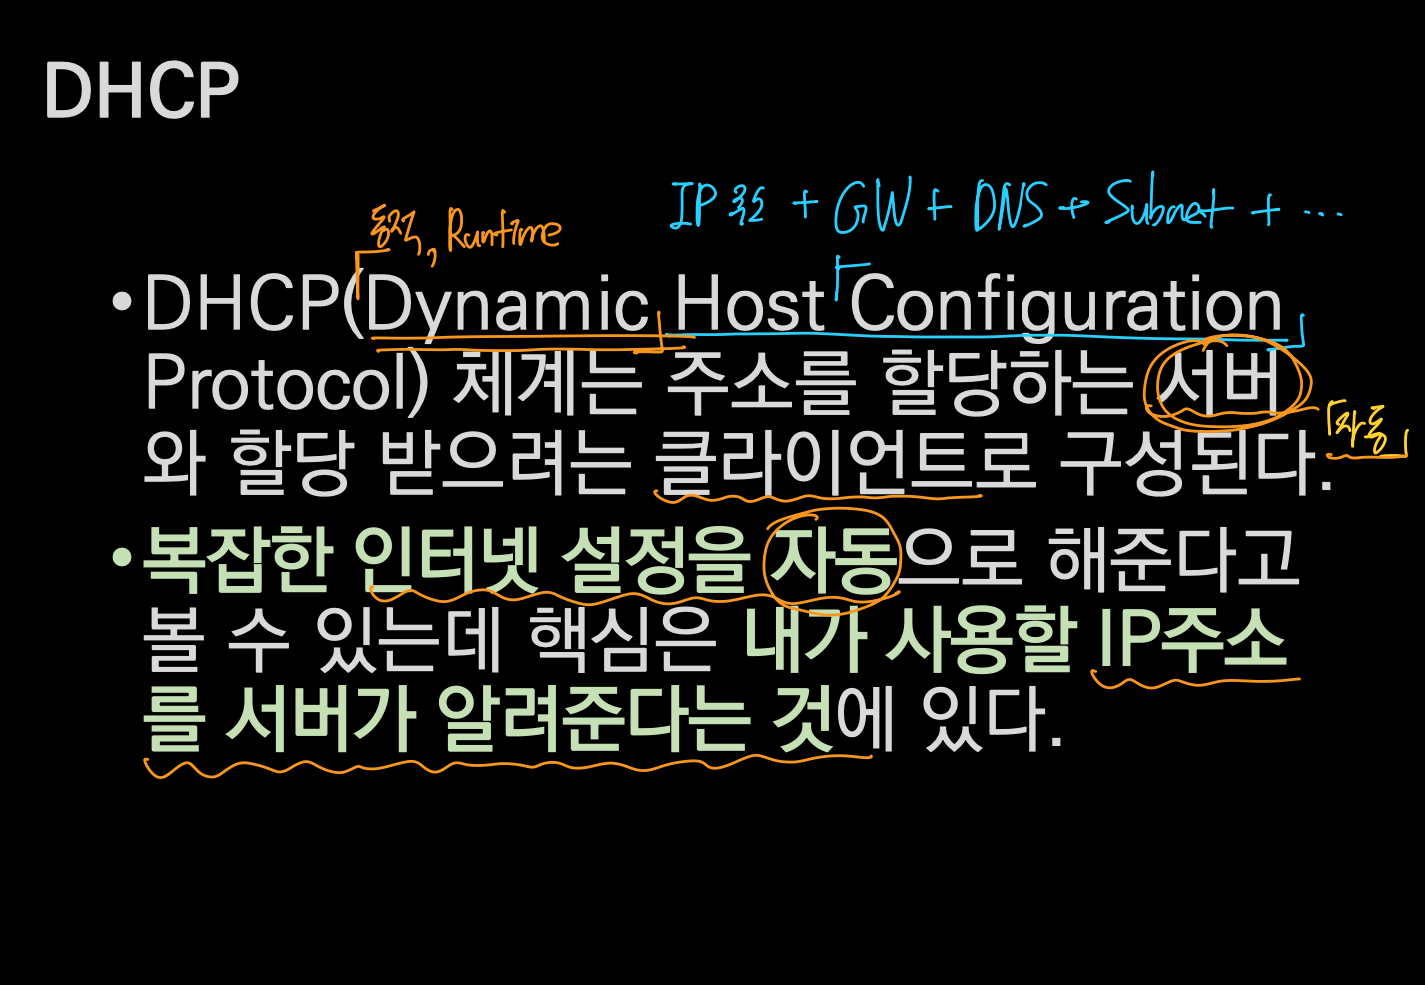 DHCP
IP 주소 + GW + DNS + Subnet + ...
동적, Runtime
• DHCP(Dynamic Host Configuration
Protocol) 체계는 주소를 할당하는 서버
와 할당 받으려는 클라이언트로 구성된다.
자동
• 복잡한 인터넷 설정을 자동으로 해준다고
볼 수 있는데 핵심은 내가 사용할 IP주소
를 서버가 알려준다는 것에 있다.